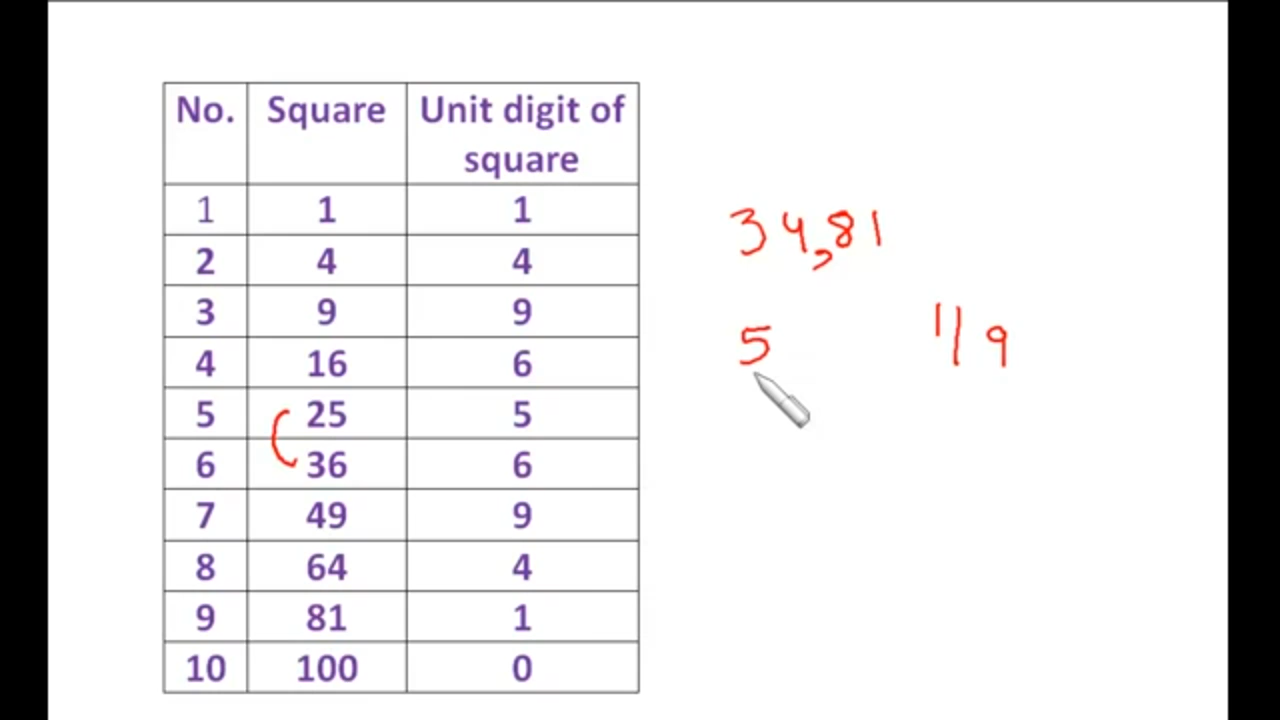 No. Square Unit digit of
square
1 1 1
2 4 4
3 9 9
4 16 6
5 25 5
6 36 6
7 49 9
8 64 4
9 81 1
10 100 0
34,81
5 1/9